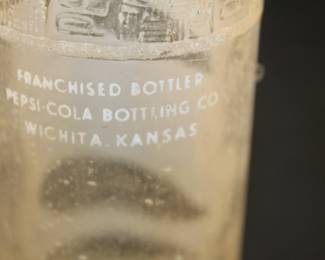 FRANCHISED BOTTLER
PEPSI-COLA BOTTLING CO
WICHITA, KANSAS